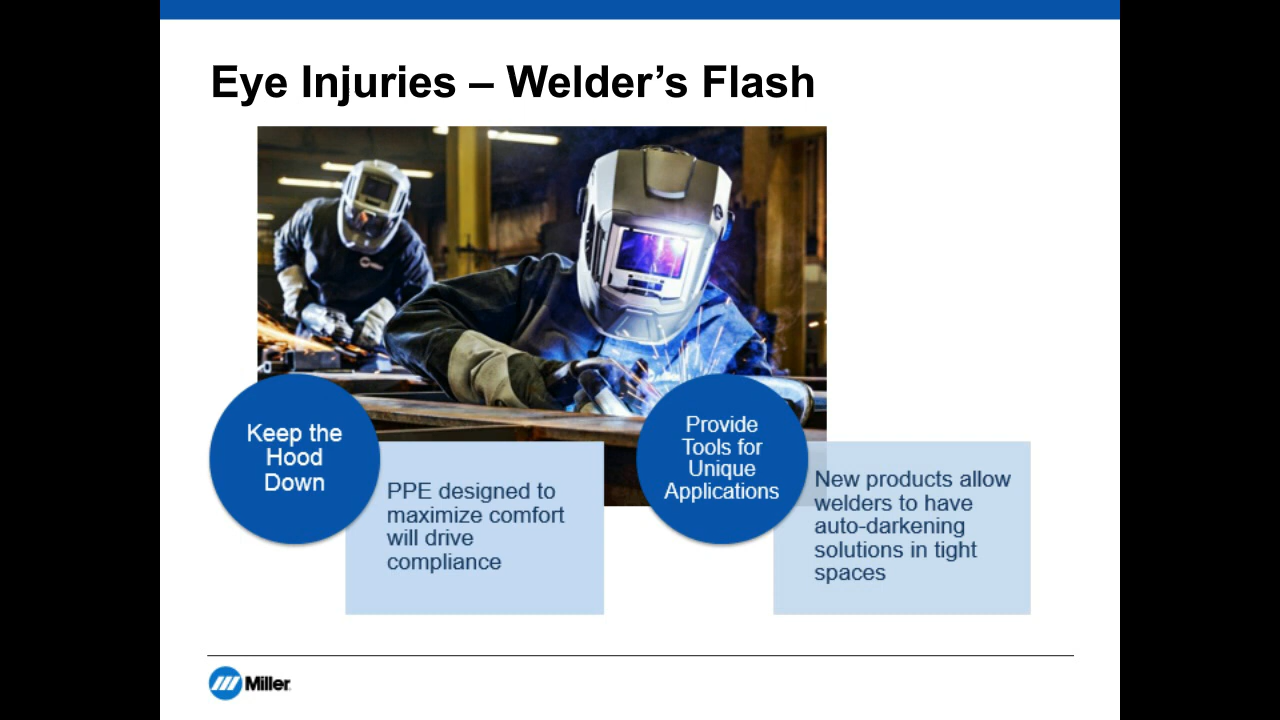 Eye Injuries – Welder’s Flash
Keep the
Hood
Down
PPE designed to
maximize comfort
will drive
compliance
Provide
Tools for
Unique
Applications
New products allow
welders to have
auto-darkening
solutions in tight
spaces
Miller
Miller